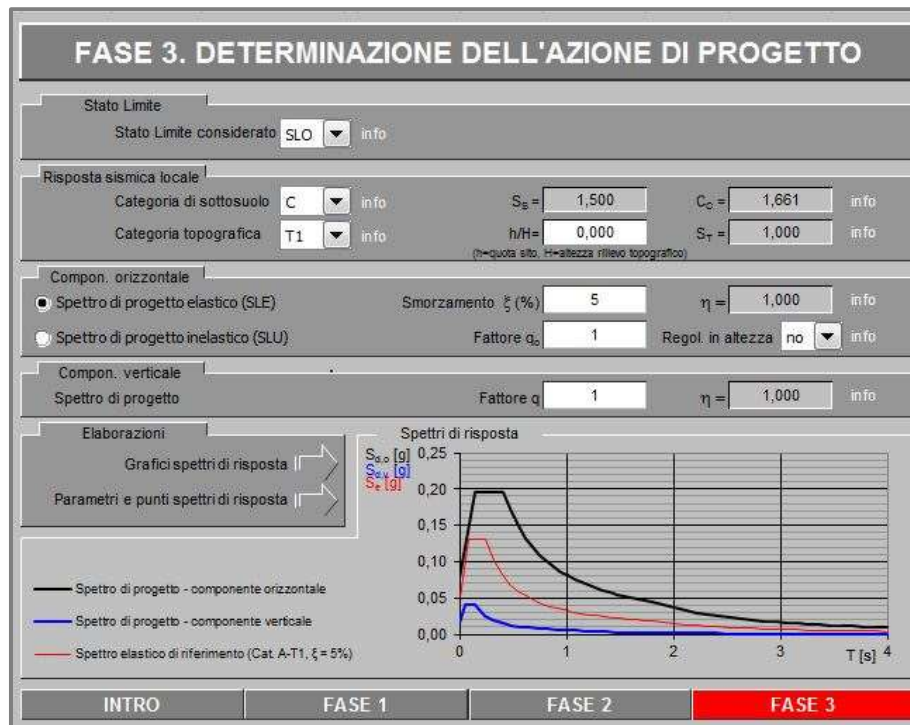 FASE 3. DETERMINAZIONE DELL'AZIONE DI PROGETTO
Stato Limite
Stato Limite considerato SLO info
Risposta sismica locale
Categoria di sottosuolo C info S_S = 1,500 C_C = 1,661 info
Categoria topografica T1 info h/H= 0,000 S_T = 1,000 info
(h=quota sito, H=altezza rilievo topografico)
Compon. orizzontale
Spettro di progetto elastico (SLE) Smorzamento ξ (%) 5 η = 1,000 info
Spettro di progetto inelastico (SLU) Fattore q_o 1 Regol. in altezza no info
Compon. verticale
Spettro di progetto Fattore q 1 η = 1,000 info
Elaborazioni
Grafici spettri di risposta
Parametri e punti spettri di risposta
Spettri di risposta
S_d,o [g]
S_d,v [g]
S_e [g]
0,25
0,20
0,15
0,10
0,05
0,00
0 1 2 3 4
T [s]
Spettro di progetto - componente orizzontale
Spettro di progetto - componente verticale
Spettro elastico di riferimento (Cat. A-T1, ξ = 5%)
INTRO FASE 1 FASE 2 FASE 3